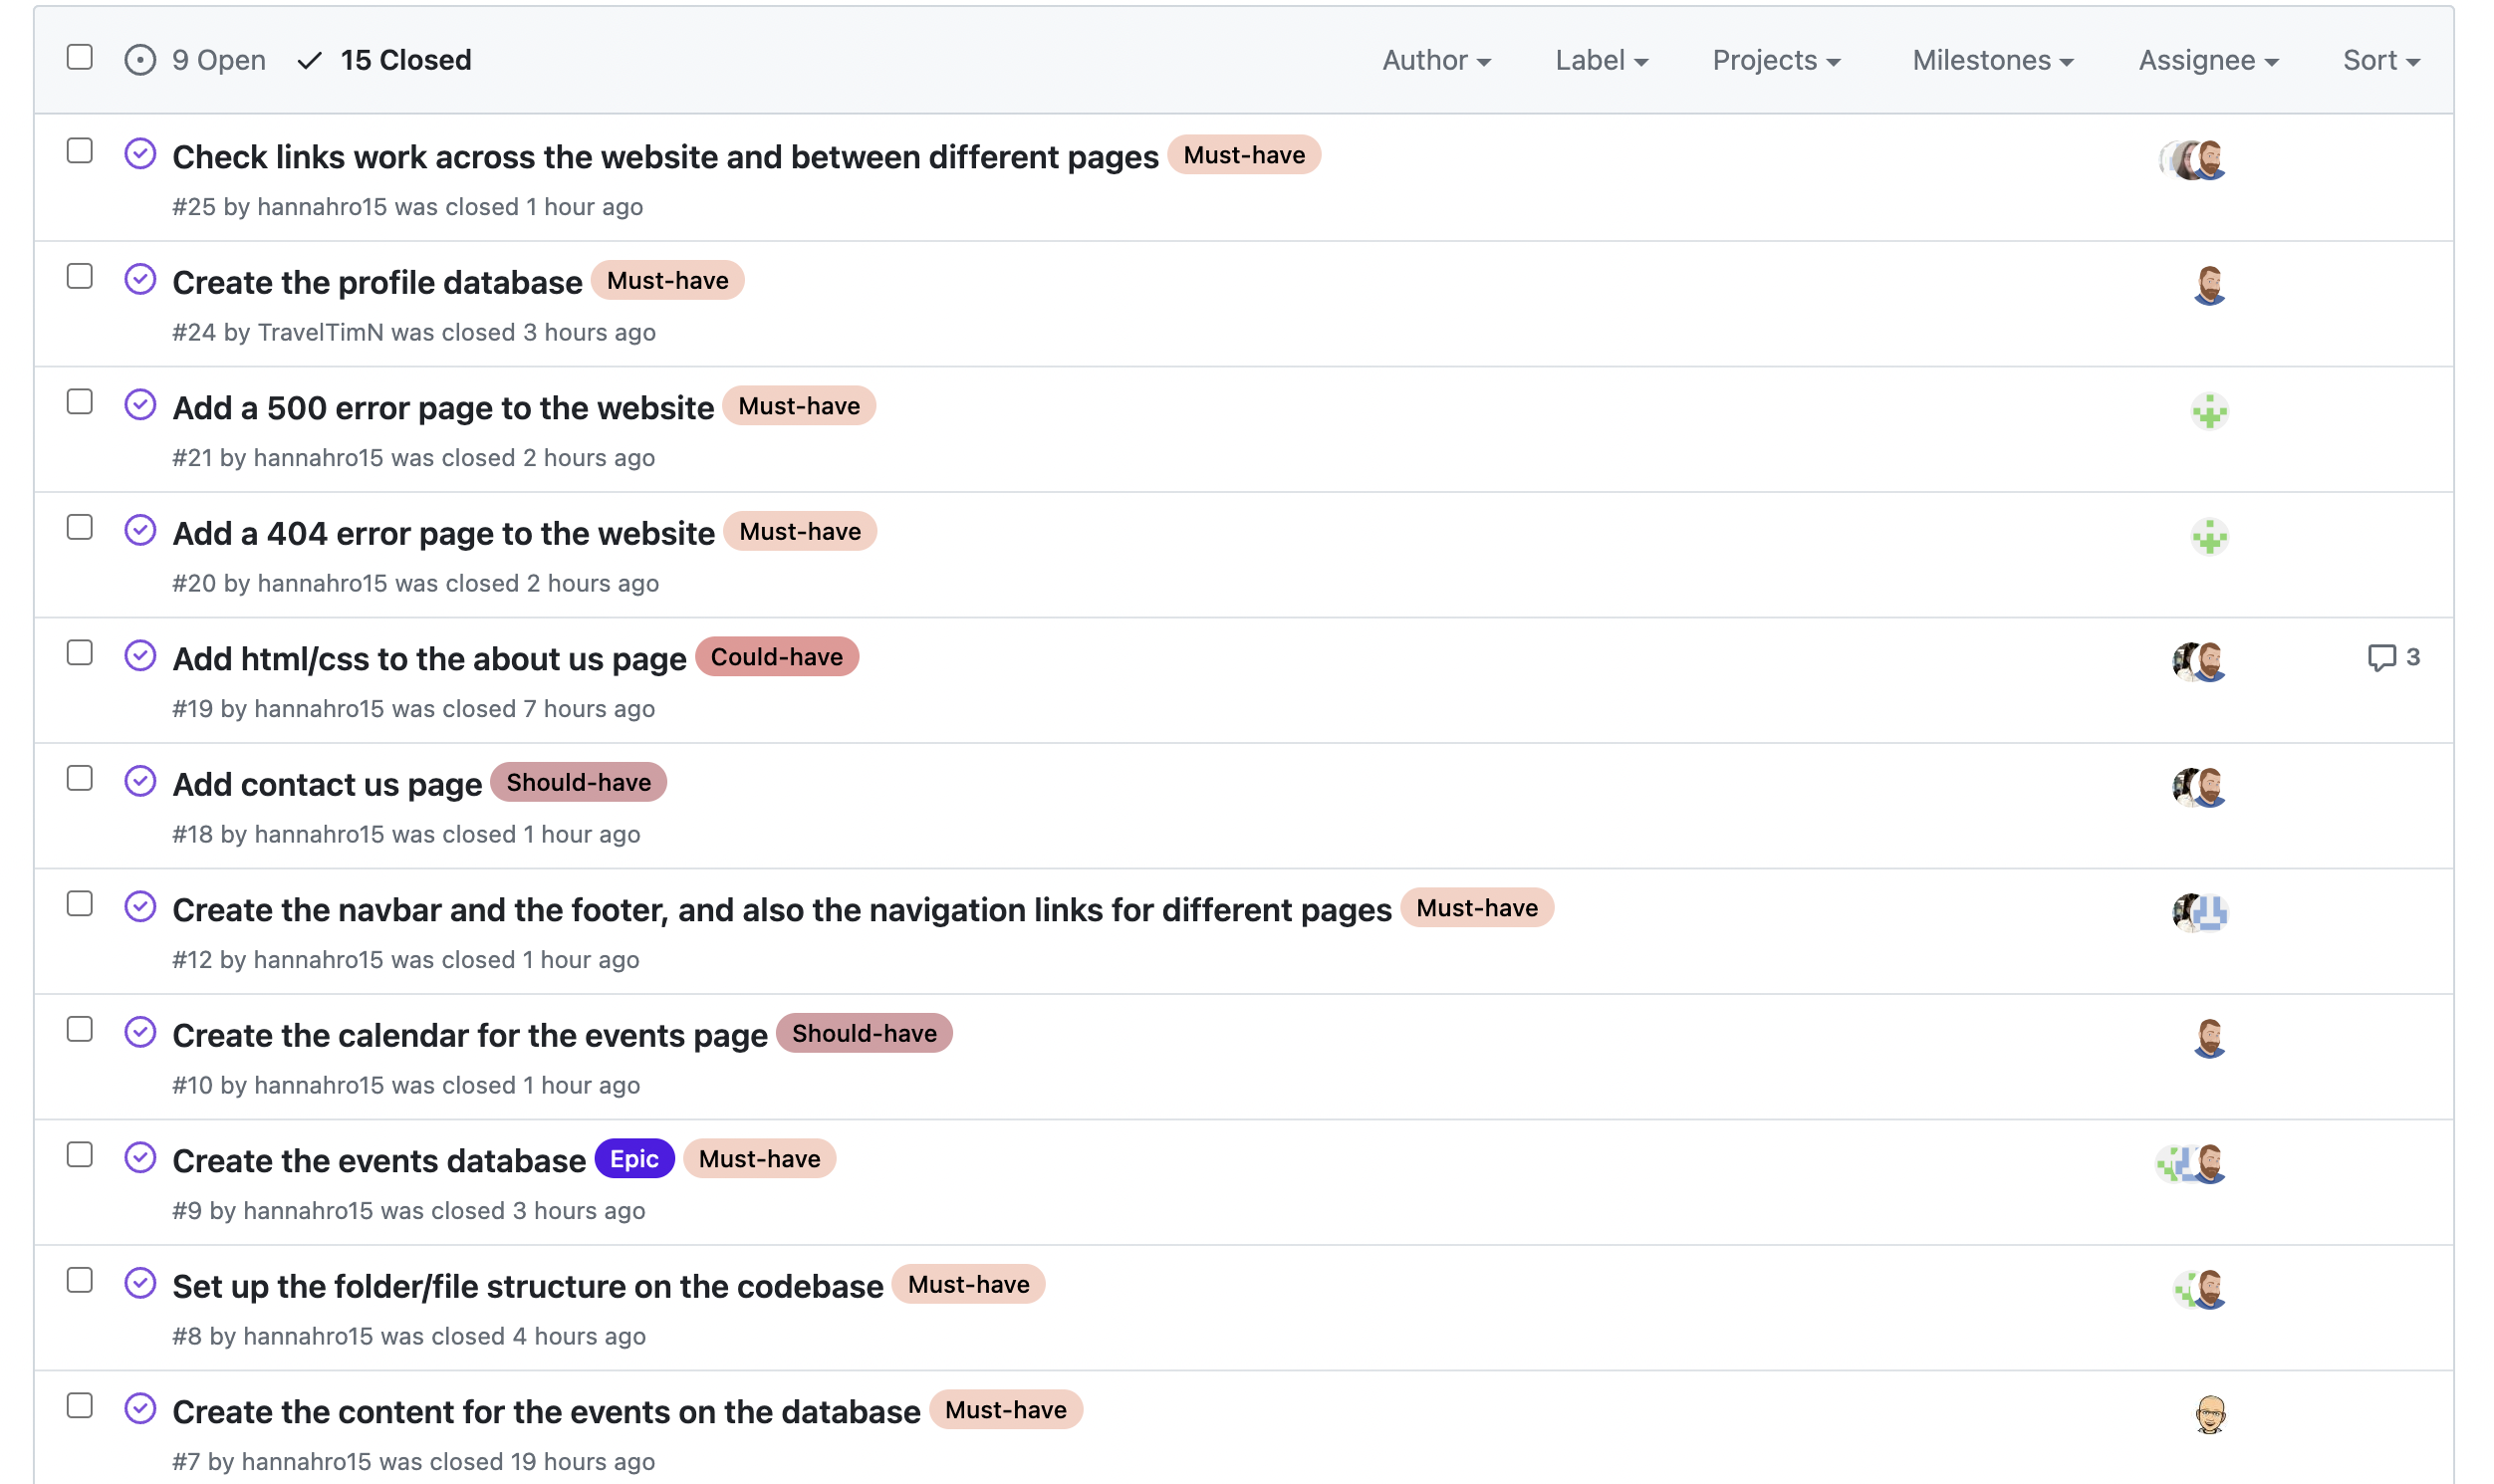 9 Open 15 Closed Author Label Projects Milestones Assignee Sort
Check links work across the website and between different pages Must-have
#25 by hannahro15 was closed 1 hour ago
Create the profile database Must-have
#24 by TravelTimN was closed 3 hours ago
Add a 500 error page to the website Must-have
#21 by hannahro15 was closed 2 hours ago
Add a 404 error page to the website Must-have
#20 by hannahro15 was closed 2 hours ago
Add html/css to the about us page Could-have 3
#19 by hannahro15 was closed 7 hours ago
Add contact us page Should-have
#18 by hannahro15 was closed 1 hour ago
Create the navbar and the footer, and also the navigation links for different pages Must-have
#12 by hannahro15 was closed 1 hour ago
Create the calendar for the events page Should-have
#10 by hannahro15 was closed 1 hour ago
Create the events database Epic Must-have
#9 by hannahro15 was closed 3 hours ago
Set up the folder/file structure on the codebase Must-have
#8 by hannahro15 was closed 4 hours ago
Create the content for the events on the database Must-have
#7 by hannahro15 was closed 19 hours ago